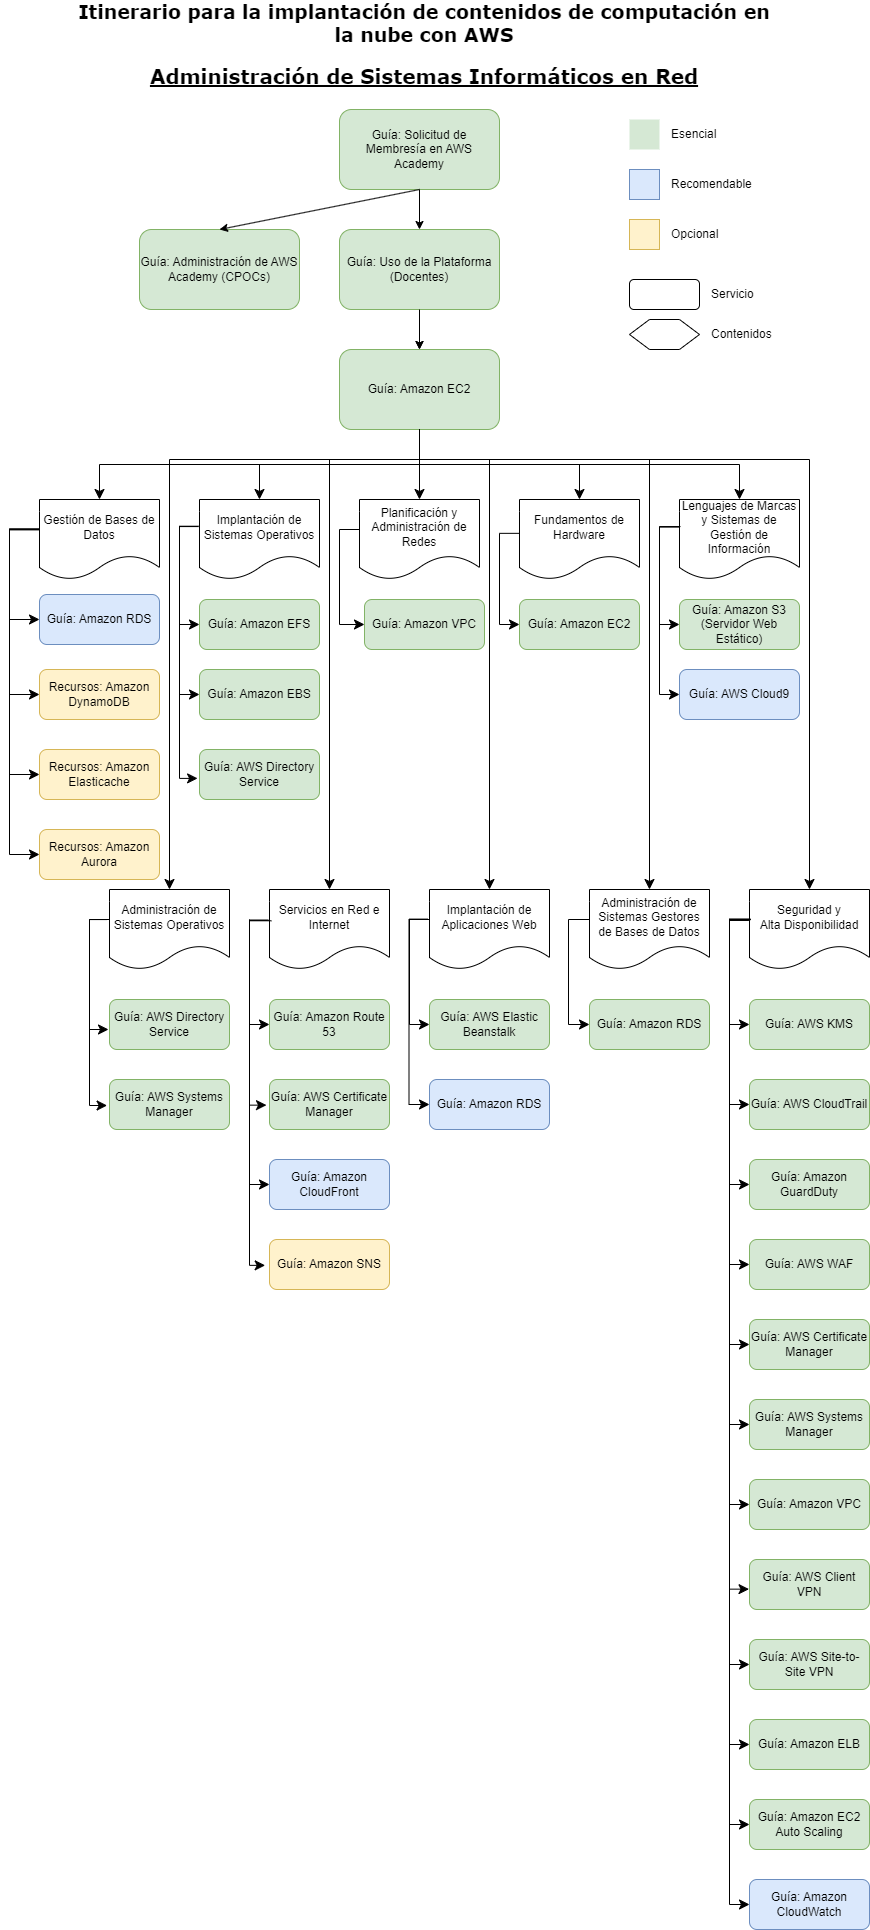 Itinerario para la implantación de contenidos de computación en
la nube con AWS
Administración de Sistemas Informáticos en Red
Guía: Solicitud de
Membresía en AWS
Academy
Esencial
Recomendable
Opcional
Servicio
Contenidos
Guía: Administración de AWS
Academy (CPOCs)
Guía: Uso de la Plataforma
(Docentes)
Guía: Amazon EC2
Gestión de Bases de
Datos
Implantación de
Sistemas Operativos
Planificación y
Administración de
Redes
Fundamentos de
Hardware
Lenguajes de Marcas
y Sistemas de
Gestión de
Información
Guía: Amazon RDS
Recursos: Amazon
DynamoDB
Recursos: Amazon
Elasticache
Recursos: Amazon
Aurora
Guía: Amazon EFS
Guía: Amazon EBS
Guía: AWS Directory
Service
Guía: Amazon VPC
Guía: Amazon EC2
Guía: Amazon S3
(Servidor Web
Estático)
Guía: AWS Cloud9
Administración de
Sistemas Operativos
Servicios en Red e
Internet
Implantación de
Aplicaciones Web
Administración de
Sistemas Gestores
de Bases de Datos
Seguridad y
Alta Disponibilidad
Guía: AWS Directory
Service
Guía: AWS Systems
Manager
Guía: Amazon Route
53
Guía: AWS Certificate
Manager
Guía: Amazon
CloudFront
Guía: Amazon SNS
Guía: AWS Elastic
Beanstalk
Guía: Amazon RDS
Guía: Amazon RDS
Guía: AWS KMS
Guía: AWS CloudTrail
Guía: Amazon
GuardDuty
Guía: AWS WAF
Guía: AWS Certificate
Manager
Guía: AWS Systems
Manager
Guía: Amazon VPC
Guía: AWS Client
VPN
Guía: AWS Site-to-
Site VPN
Guía: Amazon ELB
Guía: Amazon EC2
Auto Scaling
Guía: Amazon
CloudWatch